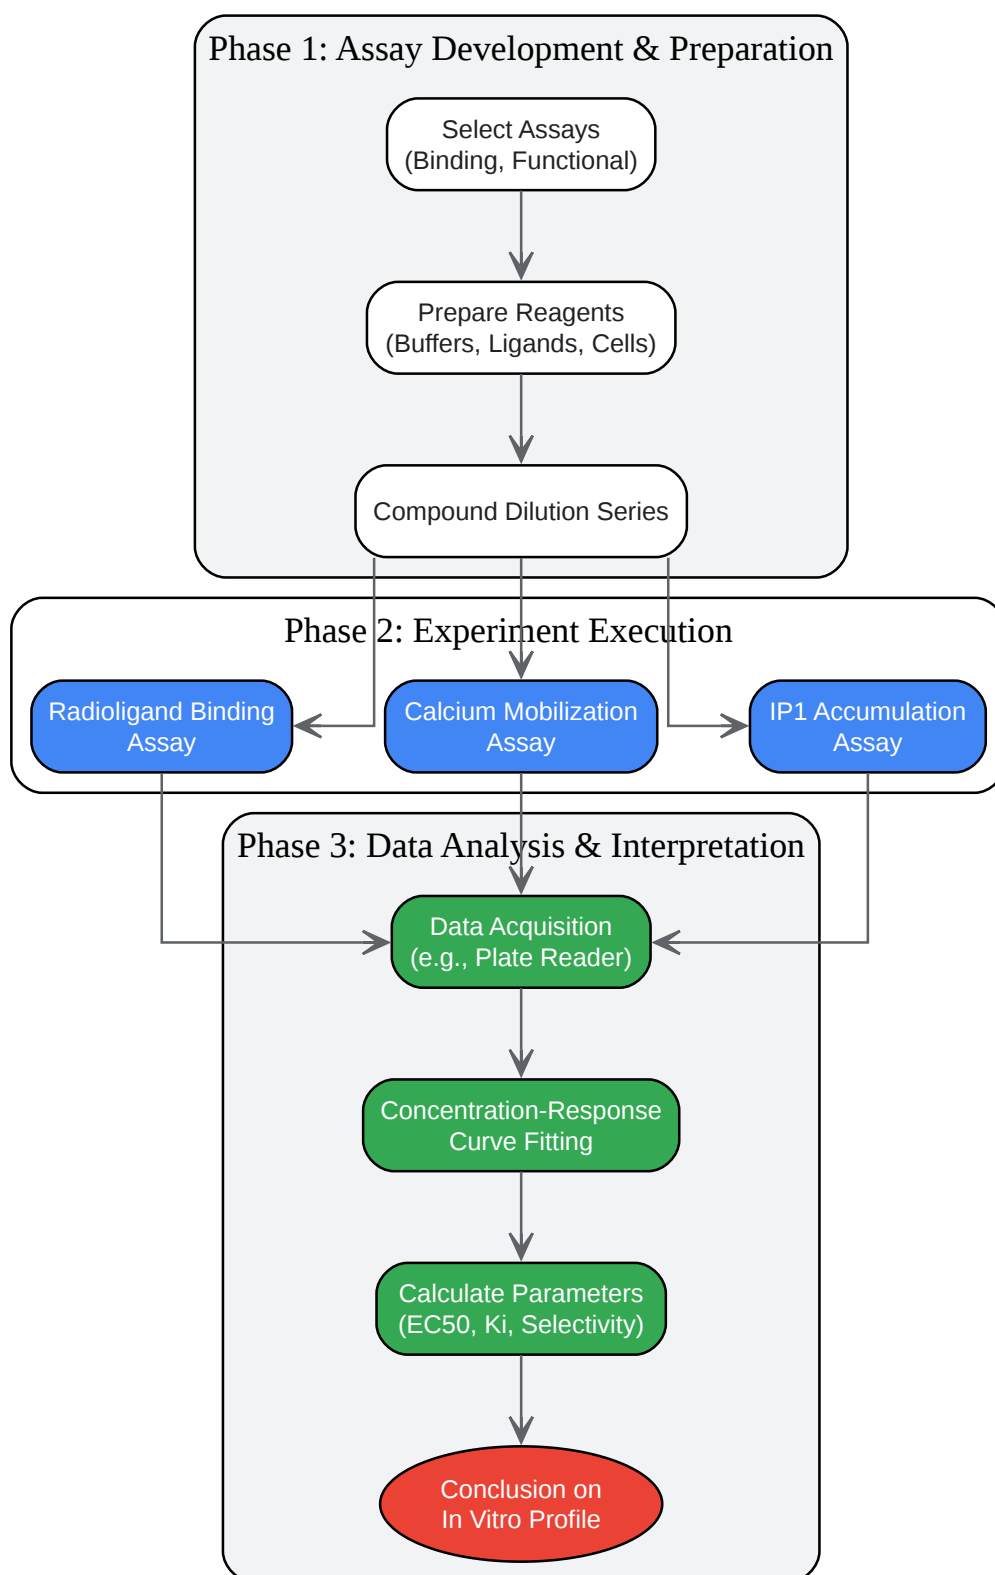 Phase 1: Assay Development & Preparation
Select Assays
(Binding, Functional)
Prepare Reagents
(Buffers, Ligands, Cells)
Compound Dilution Series
Phase 2: Experiment Execution
Radioligand Binding
Assay
Calcium Mobilization
Assay
IP1 Accumulation
Assay
Phase 3: Data Analysis & Interpretation
Data Acquisition
(e.g., Plate Reader)
Concentration-Response
Curve Fitting
Calculate Parameters
(EC50, Ki, Selectivity)
Conclusion on
In Vitro Profile